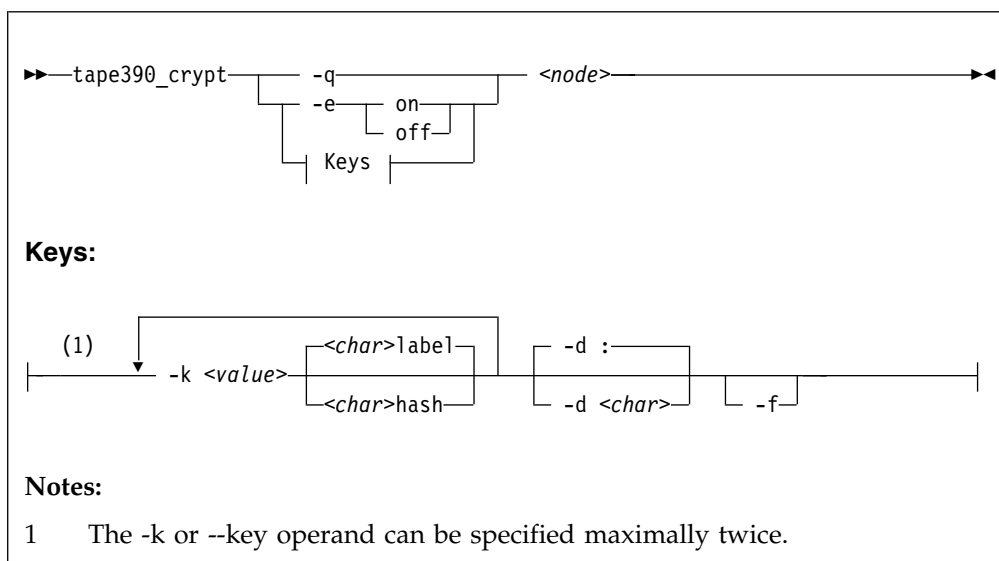 tape390_crypt -q <node>
-e on
off
Keys
Keys:
(1) <char>label -d :
-k <value>
<char>hash -d <char> -f
Notes:
1 The -k or --key operand can be specified maximally twice.